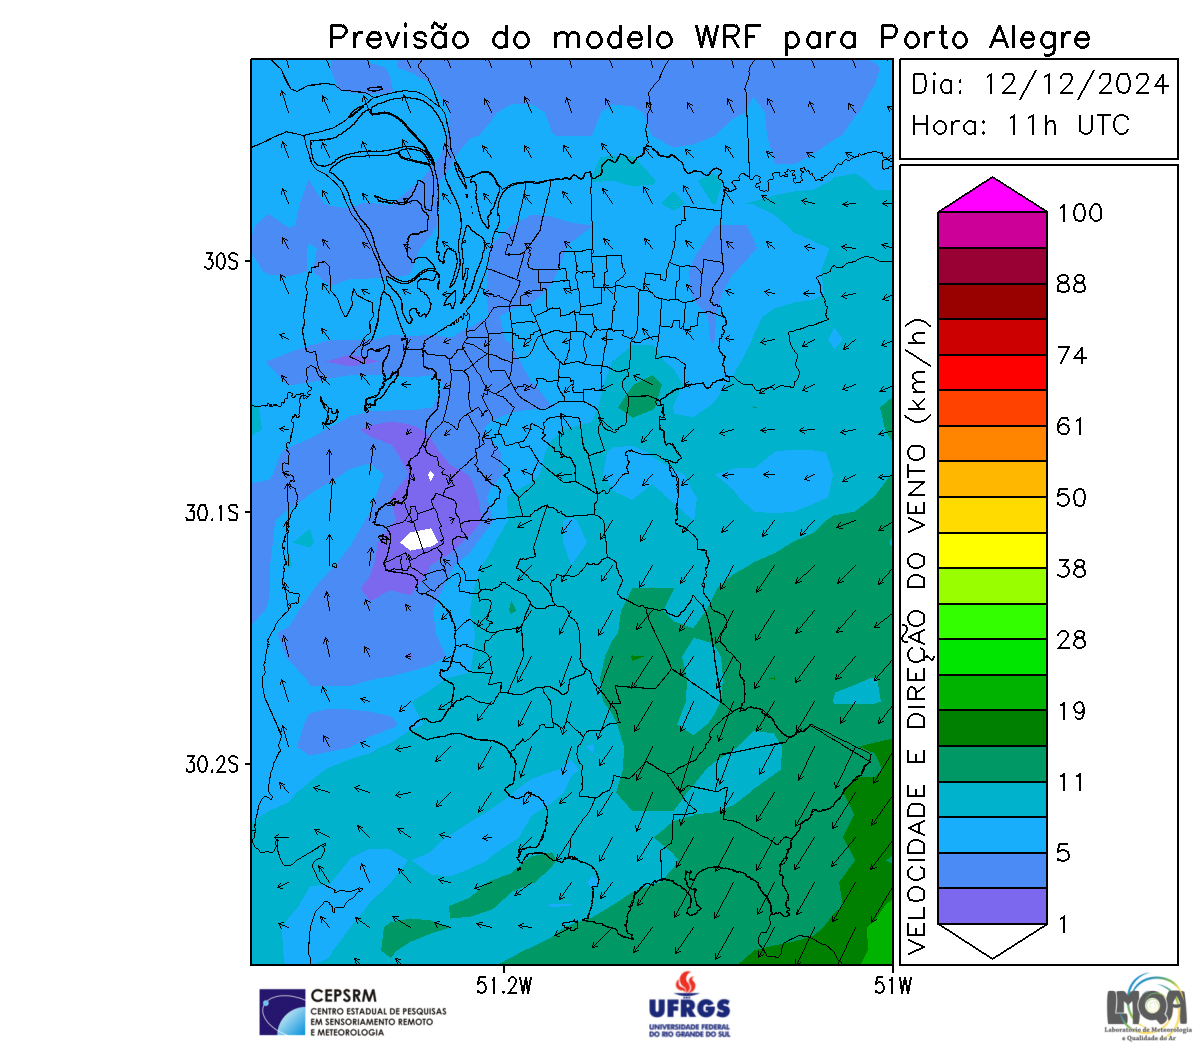 Previsão do modelo WRF para Porto Alegre
Dia: 12/12/2024
Hora: 11h UTC
30S
30.1S
30.2S
51.2W
51W
VELOCIDADE E DIREÇÃO DO VENTO (km/h)
100
88
74
61
50
38
28
19
11
5
1
CEPSRM
CENTRO ESTADUAL DE PESQUISAS
EM SENSORIAMENTO REMOTO
E METEOROLOGIA
UFRGS
UNIVERSIDADE FEDERAL
DO RIO GRANDE DO SUL
LMQA
Laboratório de Meteorologia
e Qualidade do Ar